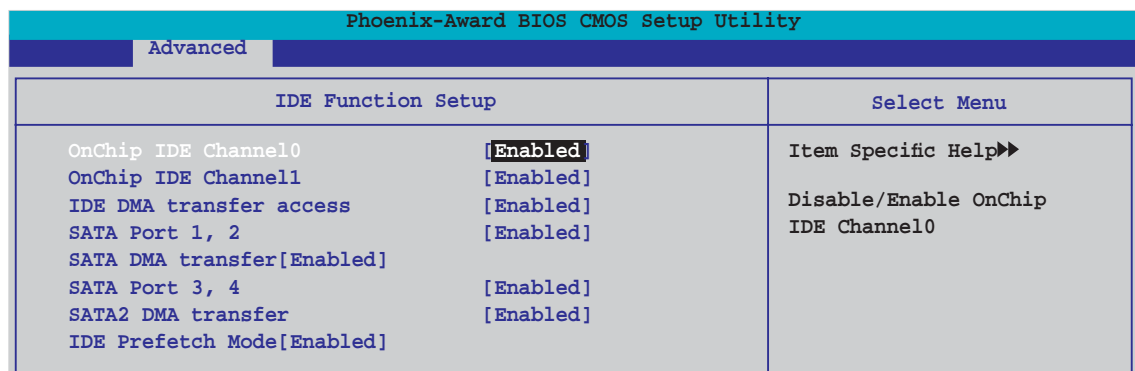 Phoenix-Award BIOS CMOS Setup Utility
Advanced
IDE Function Setup
Select Menu
OnChip IDE Channel0 [Enabled]
OnChip IDE Channel1 [Enabled]
IDE DMA transfer access [Enabled]
SATA Port 1, 2 [Enabled]
SATA DMA transfer[Enabled]
SATA Port 3, 4 [Enabled]
SATA2 DMA transfer [Enabled]
IDE Prefetch Mode[Enabled]
Item Specific Help▶▶
Disable/Enable OnChip
IDE Channel0